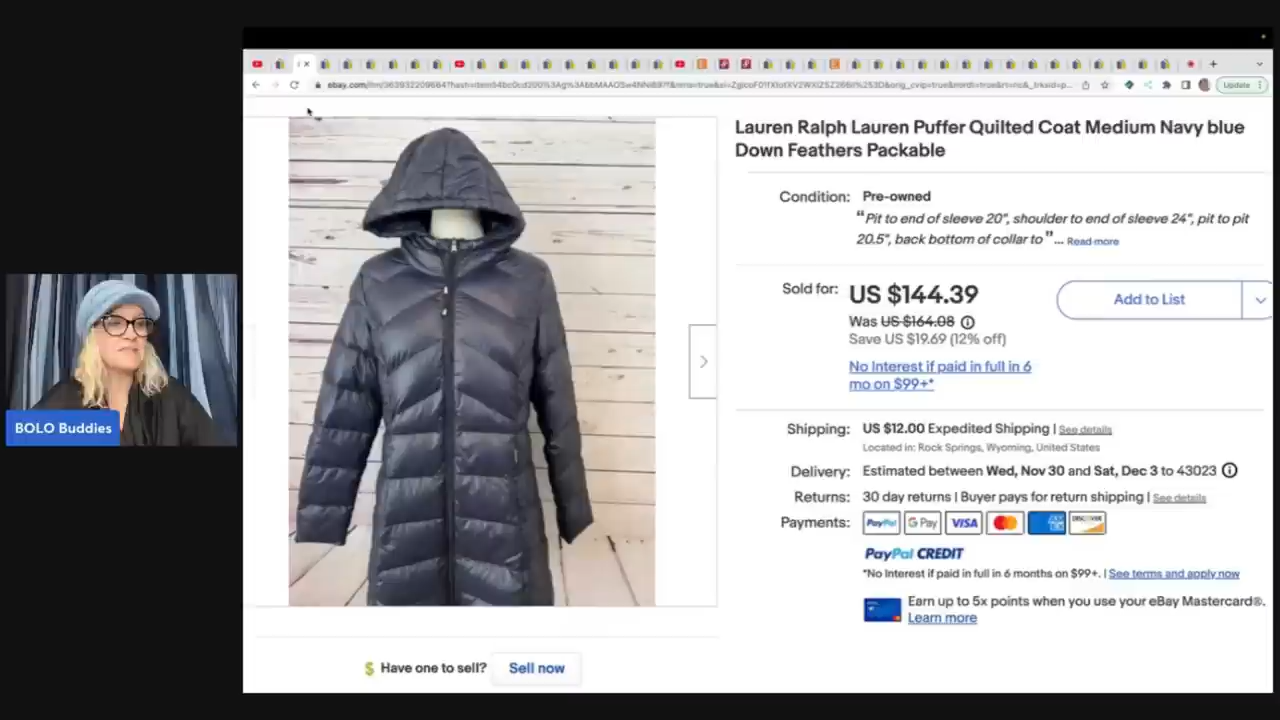 Update
Lauren Ralph Lauren Puffer Quilted Coat Medium Navy blue
Down Feathers Packable
Condition: Pre-owned
"Pit to end of sleeve 20", shoulder to end of sleeve 24", pit to pit
20.5", back bottom of collar to "... Read more
Sold for: US $144.39
Add to List
Was US $164.08
Save US $19.69 (12% off)
No Interest if paid in full in 6
mo on $99+*
Shipping: US $12.00 Expedited Shipping | See details
Located in: Rock Springs, Wyoming, United States
Delivery: Estimated between Wed, Nov 30 and Sat, Dec 3 to 43023
Returns: 30 day returns | Buyer pays for return shipping | See details
Payments: PayPal G Pay VISA DISCOVER
PayPal CREDIT
*No Interest if paid in full in 6 months on $99+. | See terms and apply now
Earn up to 5x points when you use your eBay Mastercard®.
Learn more
Have one to sell? Sell now
BOLO Buddies